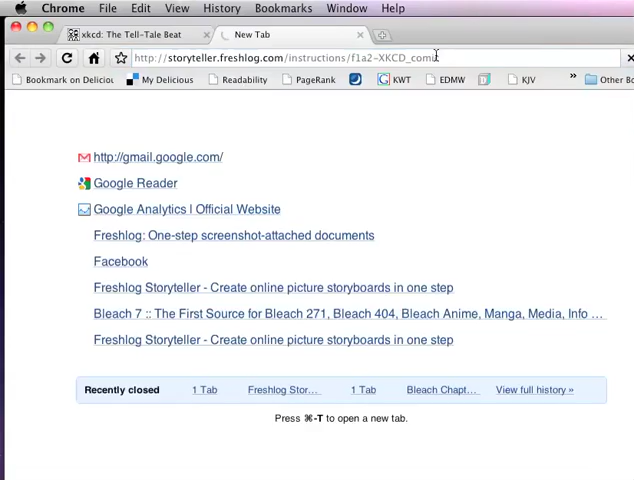 Chrome File Edit View History Bookmarks Window Help
xkcd: The Tell-Tale Beat New Tab
http://storyteller.freshlog.com/instructions/f1a2-XKCD_comi
Bookmark on Deliciou My Delicious Readability PageRank KWT EDMW KJV » Other Bo
http://gmail.google.com/
Google Reader
Google Analytics | Official Website
Freshlog: One-step screenshot-attached documents
Facebook
Freshlog Storyteller - Create online picture storyboards in one step
Bleach 7 :: The First Source for Bleach 271, Bleach 404, Bleach Anime, Manga, Media, Info ...
Freshlog Storyteller - Create online picture storyboards in one step
Recently closed 1 Tab Freshlog Stor... 1 Tab Bleach Chapt... View full history »
Press ⌘-T to open a new tab.